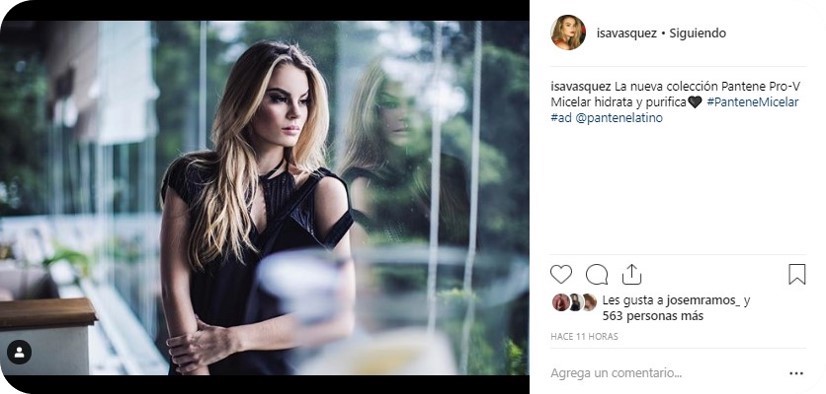 isavasquez • Siguiendo
isavasquez La nueva colección Pantene Pro-V
Micelar hidrata y purifica🖤 #PanteneMicelar
#ad @pantenelatino
Les gusta a josemramos_ y
563 personas más
HACE 11 HORAS
Agrega un comentario...